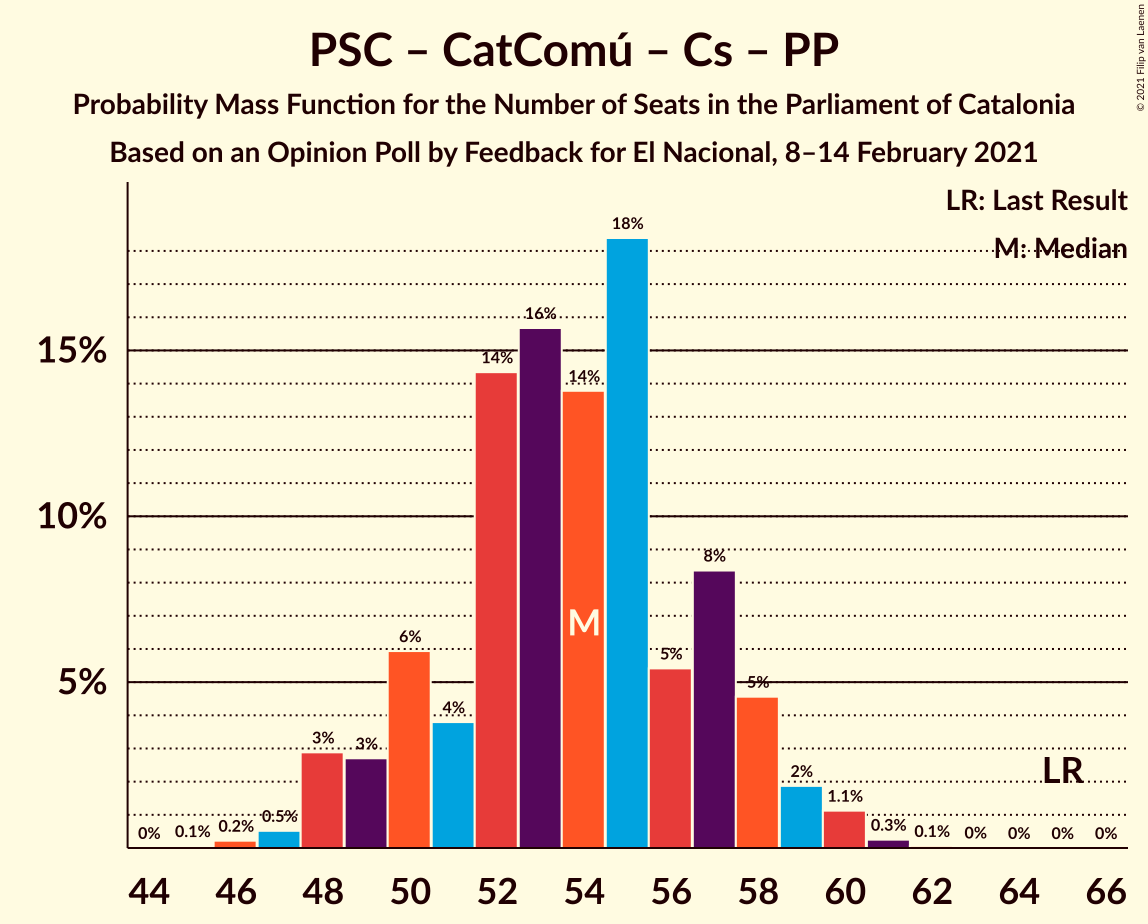 PSC – CatComú – Cs – PP
Probability Mass Function for the Number of Seats in the Parliament of Catalonia
Based on an Opinion Poll by Feedback for El Nacional, 8–14 February 2021
© 2021 Filip van Laenen
LR: Last Result
M: Median
15%
10%
5%
0%
0.1%
0.2%
0.5%
3%
3%
6%
4%
14%
16%
14%
18%
5%
8%
5%
2%
1.1%
0.3%
0.1%
0%
0%
0%
0%
M
LR
44 46 48 50 52 54 56 58 60 62 64 66